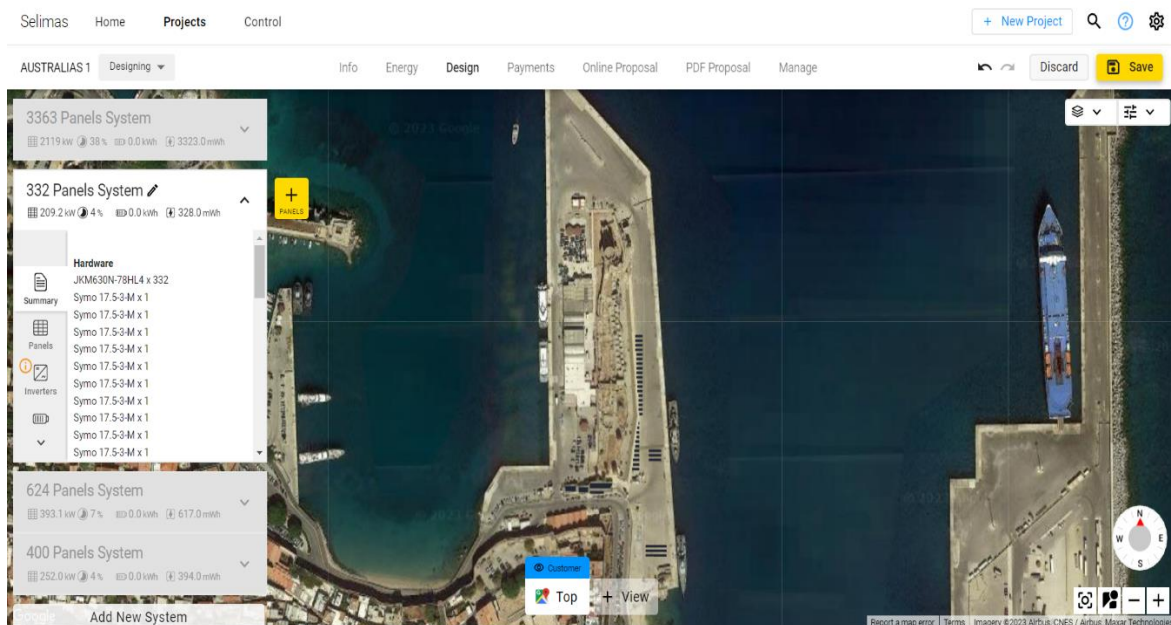 Selimas Home Projects Control + New Project
AUSTRALIAS 1 Designing Info Energy Design Payments Online Proposal PDF Proposal Manage Discard Save
3363 Panels System
2119 kW 38 % 0.0 kWh 3323.0 mWh
332 Panels System
209.2 kW 4 % 0.0 kWh 328.0 mWh
+
PANELS
Hardware
JKM630N-78HL4 x 332
Symo 17.5-3-M x 1
Symo 17.5-3-M x 1
Symo 17.5-3-M x 1
Symo 17.5-3-M x 1
Symo 17.5-3-M x 1
Symo 17.5-3-M x 1
Symo 17.5-3-M x 1
Symo 17.5-3-M x 1
Symo 17.5-3-M x 1
Symo 17.5-3-M x 1
Summary
Panels
Inverters
624 Panels System
393.1 kW 7 % 0.0 kWh 617.0 mWh
400 Panels System
252.0 kW 4 % 0.0 kWh 394.0 mWh
Add New System
Google
© 2023 Google
Customer
Top + View
N
W E
S
Report a map error Terms Imagery ©2023 Airbus, CNES / Airbus, Maxar Technologie